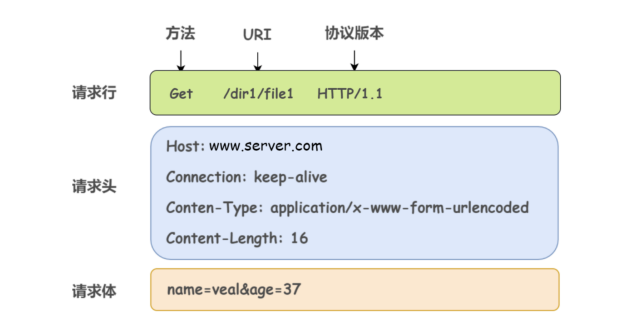 方法 URI 协议版本
请求行 Get /dir1/file1 HTTP/1.1
Host: www.server.com
Connection: keep-alive
请求头
Conten-Type: application/x-www-form-urlencoded
Content-Length: 16
请求体 name=veal&age=37